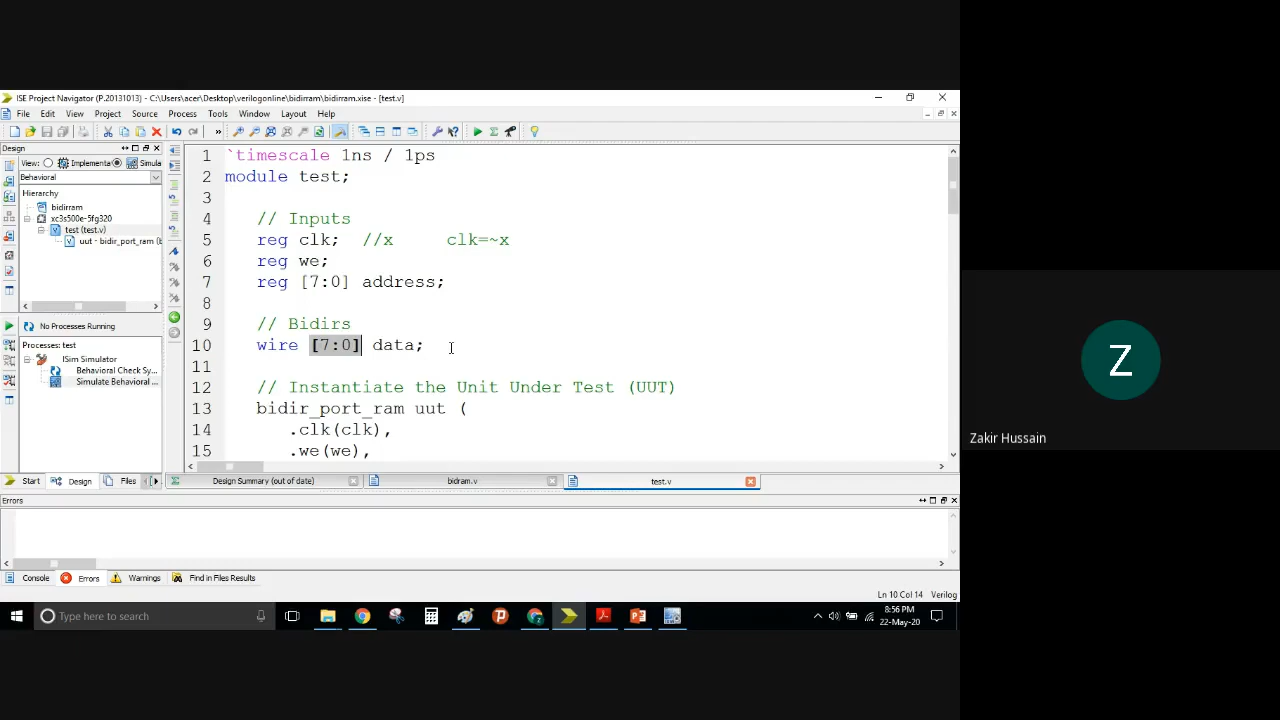 ISE Project Navigator (P.20131013) - C:\Users\acer\Desktop\verilogonline\bidirram\bidirram.xise - [test.v]
File Edit View Project Source Process Tools Window Layout Help
Design
View: Implementa Simula
Behavioral
Hierarchy
bidirram
xc3s500e-5fg320
test (test.v)
uut - bidir_port_ram (b
No Processes Running
Processes: test
ISim Simulator
Behavioral Check Sy...
Simulate Behavioral ...
Start Design Files
1 `timescale 1ns / 1ps
2 module test;
3
4 // Inputs
5 reg clk; //x clk=~x
6 reg we;
7 reg [7:0] address;
8
9 // Bidirs
10 wire [7:0] data;
11
12 // Instantiate the Unit Under Test (UUT)
13 bidir_port_ram uut (
14 .clk(clk),
15 .we(we),
Design Summary (out of date) bidram.v test.v
Errors
Console Errors Warnings Find in Files Results
Ln 10 Col 14 Verilog
Type here to search
8:56 PM
22-May-20
Z
Zakir Hussain